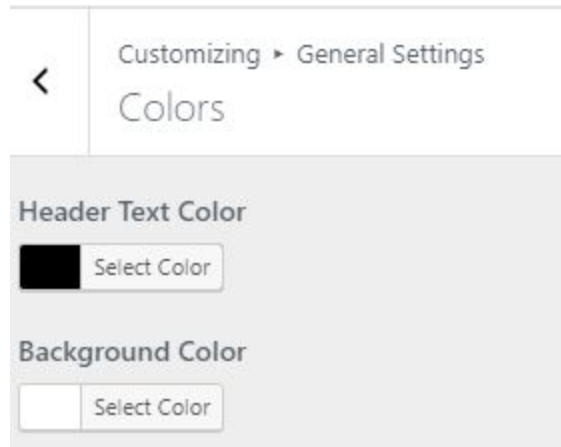 Customizing ▸ General Settings
Colors
Header Text Color
Select Color
Background Color
Select Color